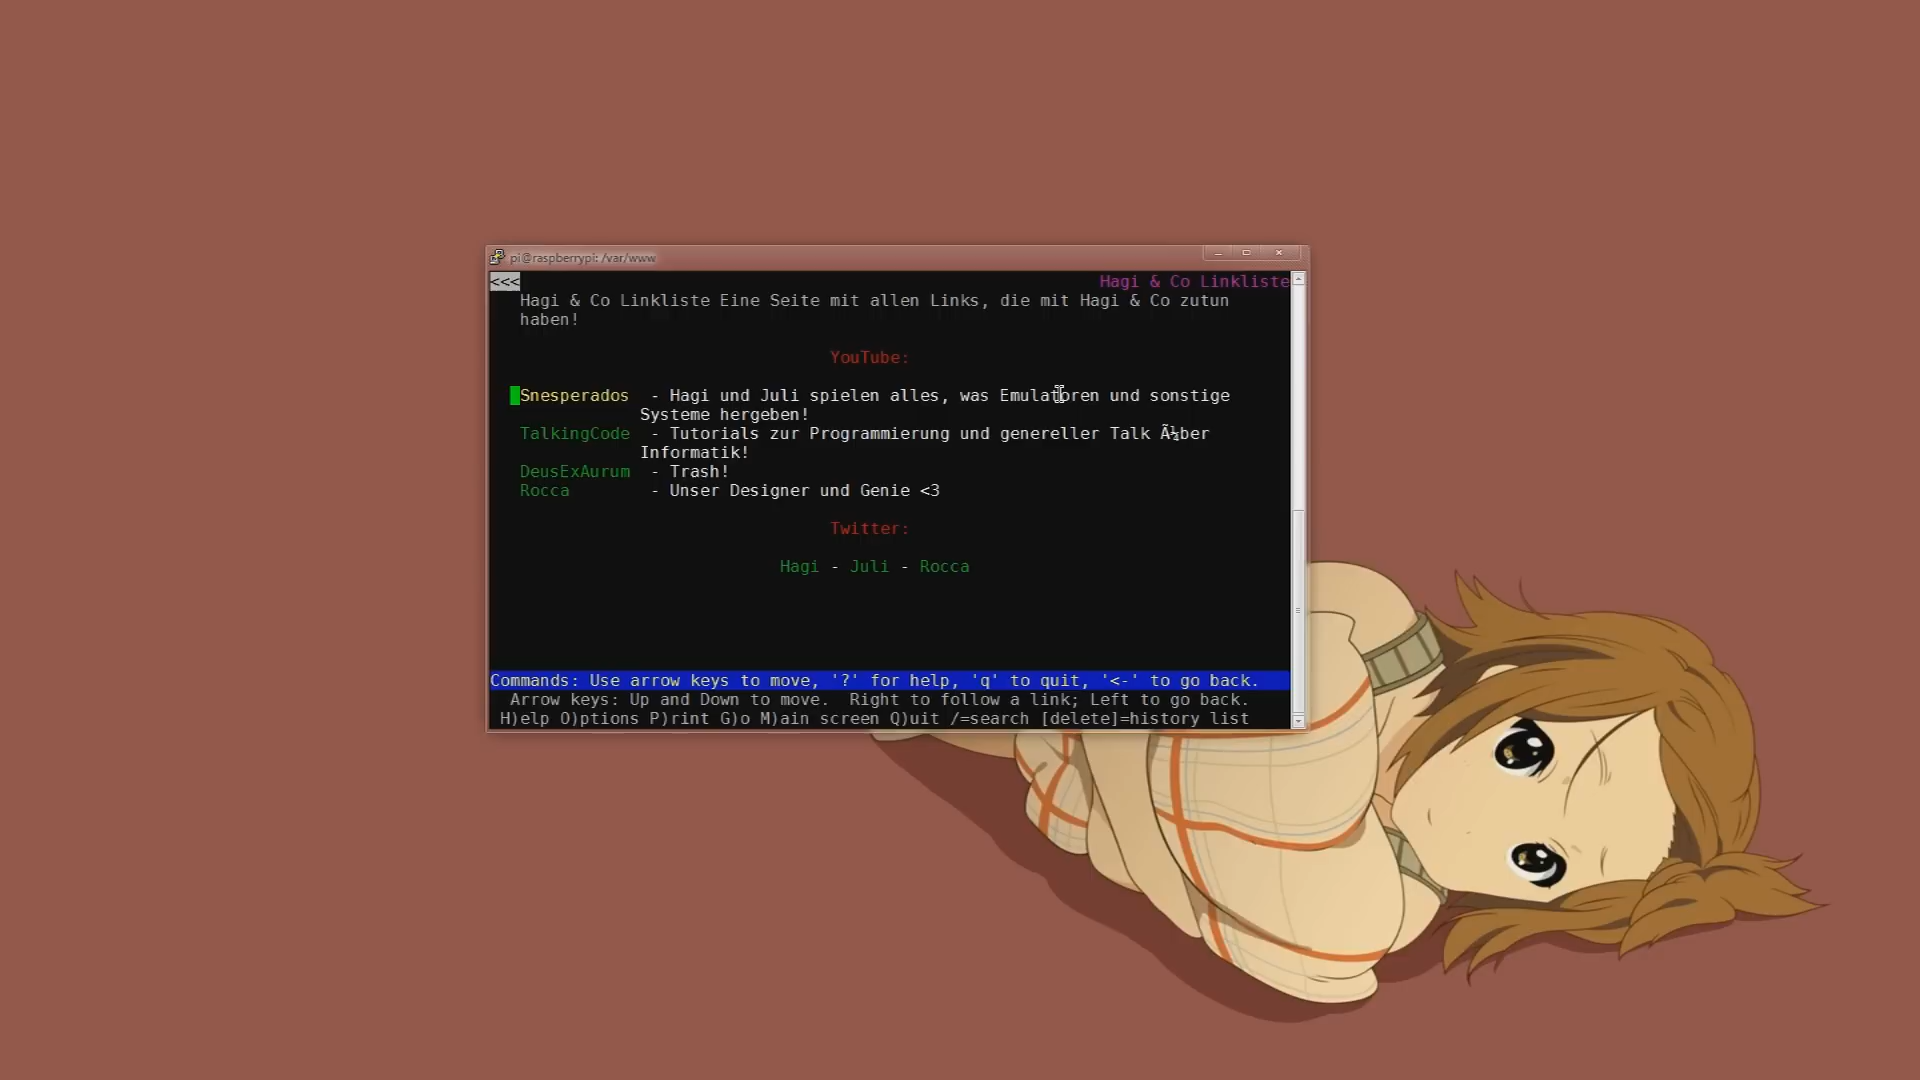 pi@raspberrypi: /var/www
<<< Hagi & Co Linkliste
Hagi & Co Linkliste Eine Seite mit allen Links, die mit Hagi & Co zutun
haben!
YouTube:
Snesperados - Hagi und Juli spielen alles, was Emulatoren und sonstige
Systeme hergeben!
TalkingCode - Tutorials zur Programmierung und genereller Talk Ã¼ber
Informatik!
DeusExAurum - Trash!
Rocca - Unser Designer und Genie <3
Twitter:
Hagi - Juli - Rocca
Commands: Use arrow keys to move, '?' for help, 'q' to quit, '<-' to go back.
Arrow keys: Up and Down to move. Right to follow a link; Left to go back.
H)elp O)ptions P)rint G)o M)ain screen Q)uit /=search [delete]=history list